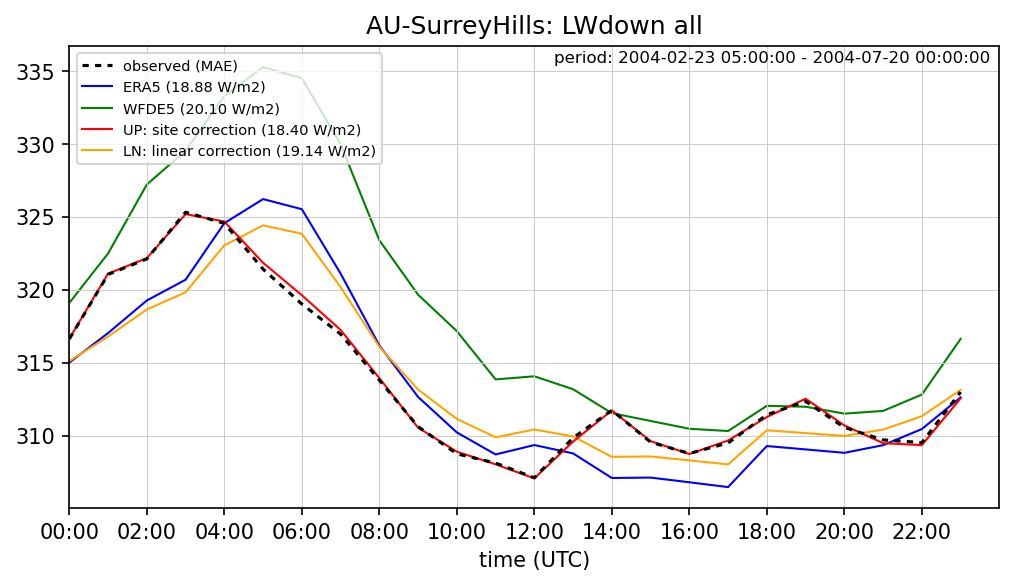 AU-SurreyHills: LWdown all
period: 2004-02-23 05:00:00 - 2004-07-20 00:00:00
observed (MAE)
ERA5 (18.88 W/m2)
WFDE5 (20.10 W/m2)
UP: site correction (18.40 W/m2)
LN: linear correction (19.14 W/m2)
335
330
325
320
315
310
00:00 02:00 04:00 06:00 08:00 10:00 12:00 14:00 16:00 18:00 20:00 22:00
time (UTC)